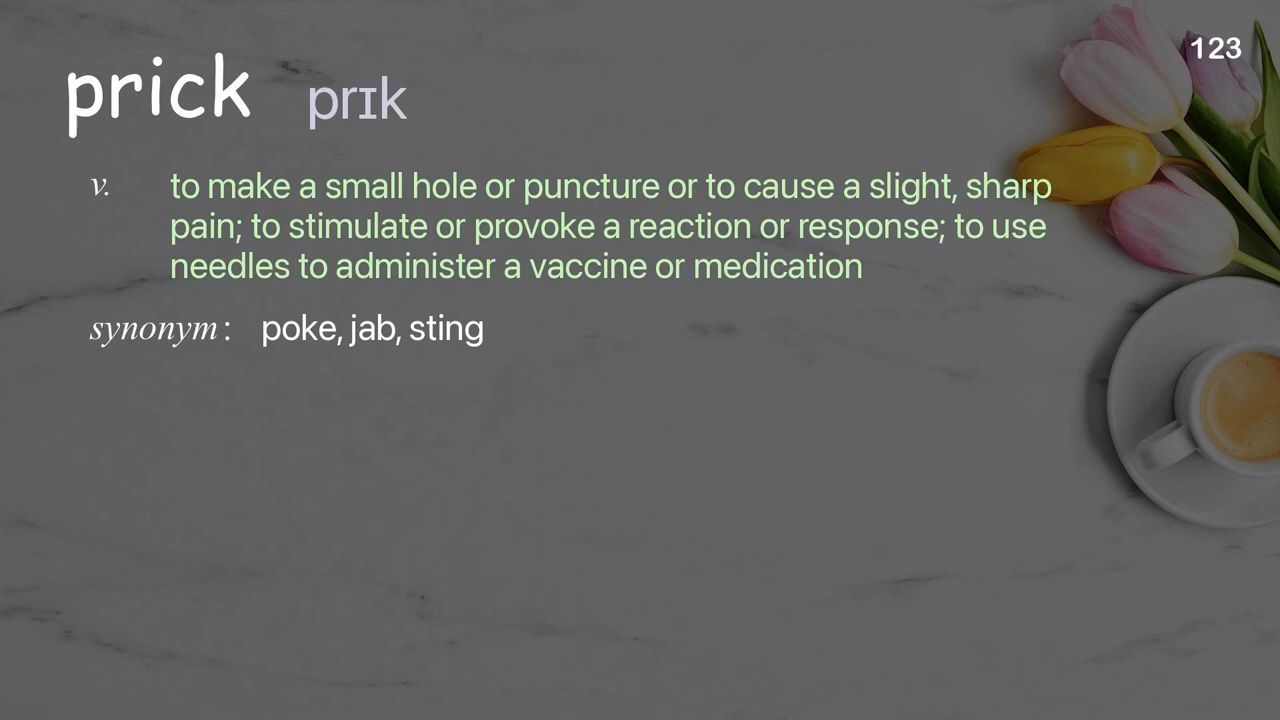 123
prick prɪk
v. to make a small hole or puncture or to cause a slight, sharp
pain; to stimulate or provoke a reaction or response; to use
needles to administer a vaccine or medication
synonym: poke, jab, sting